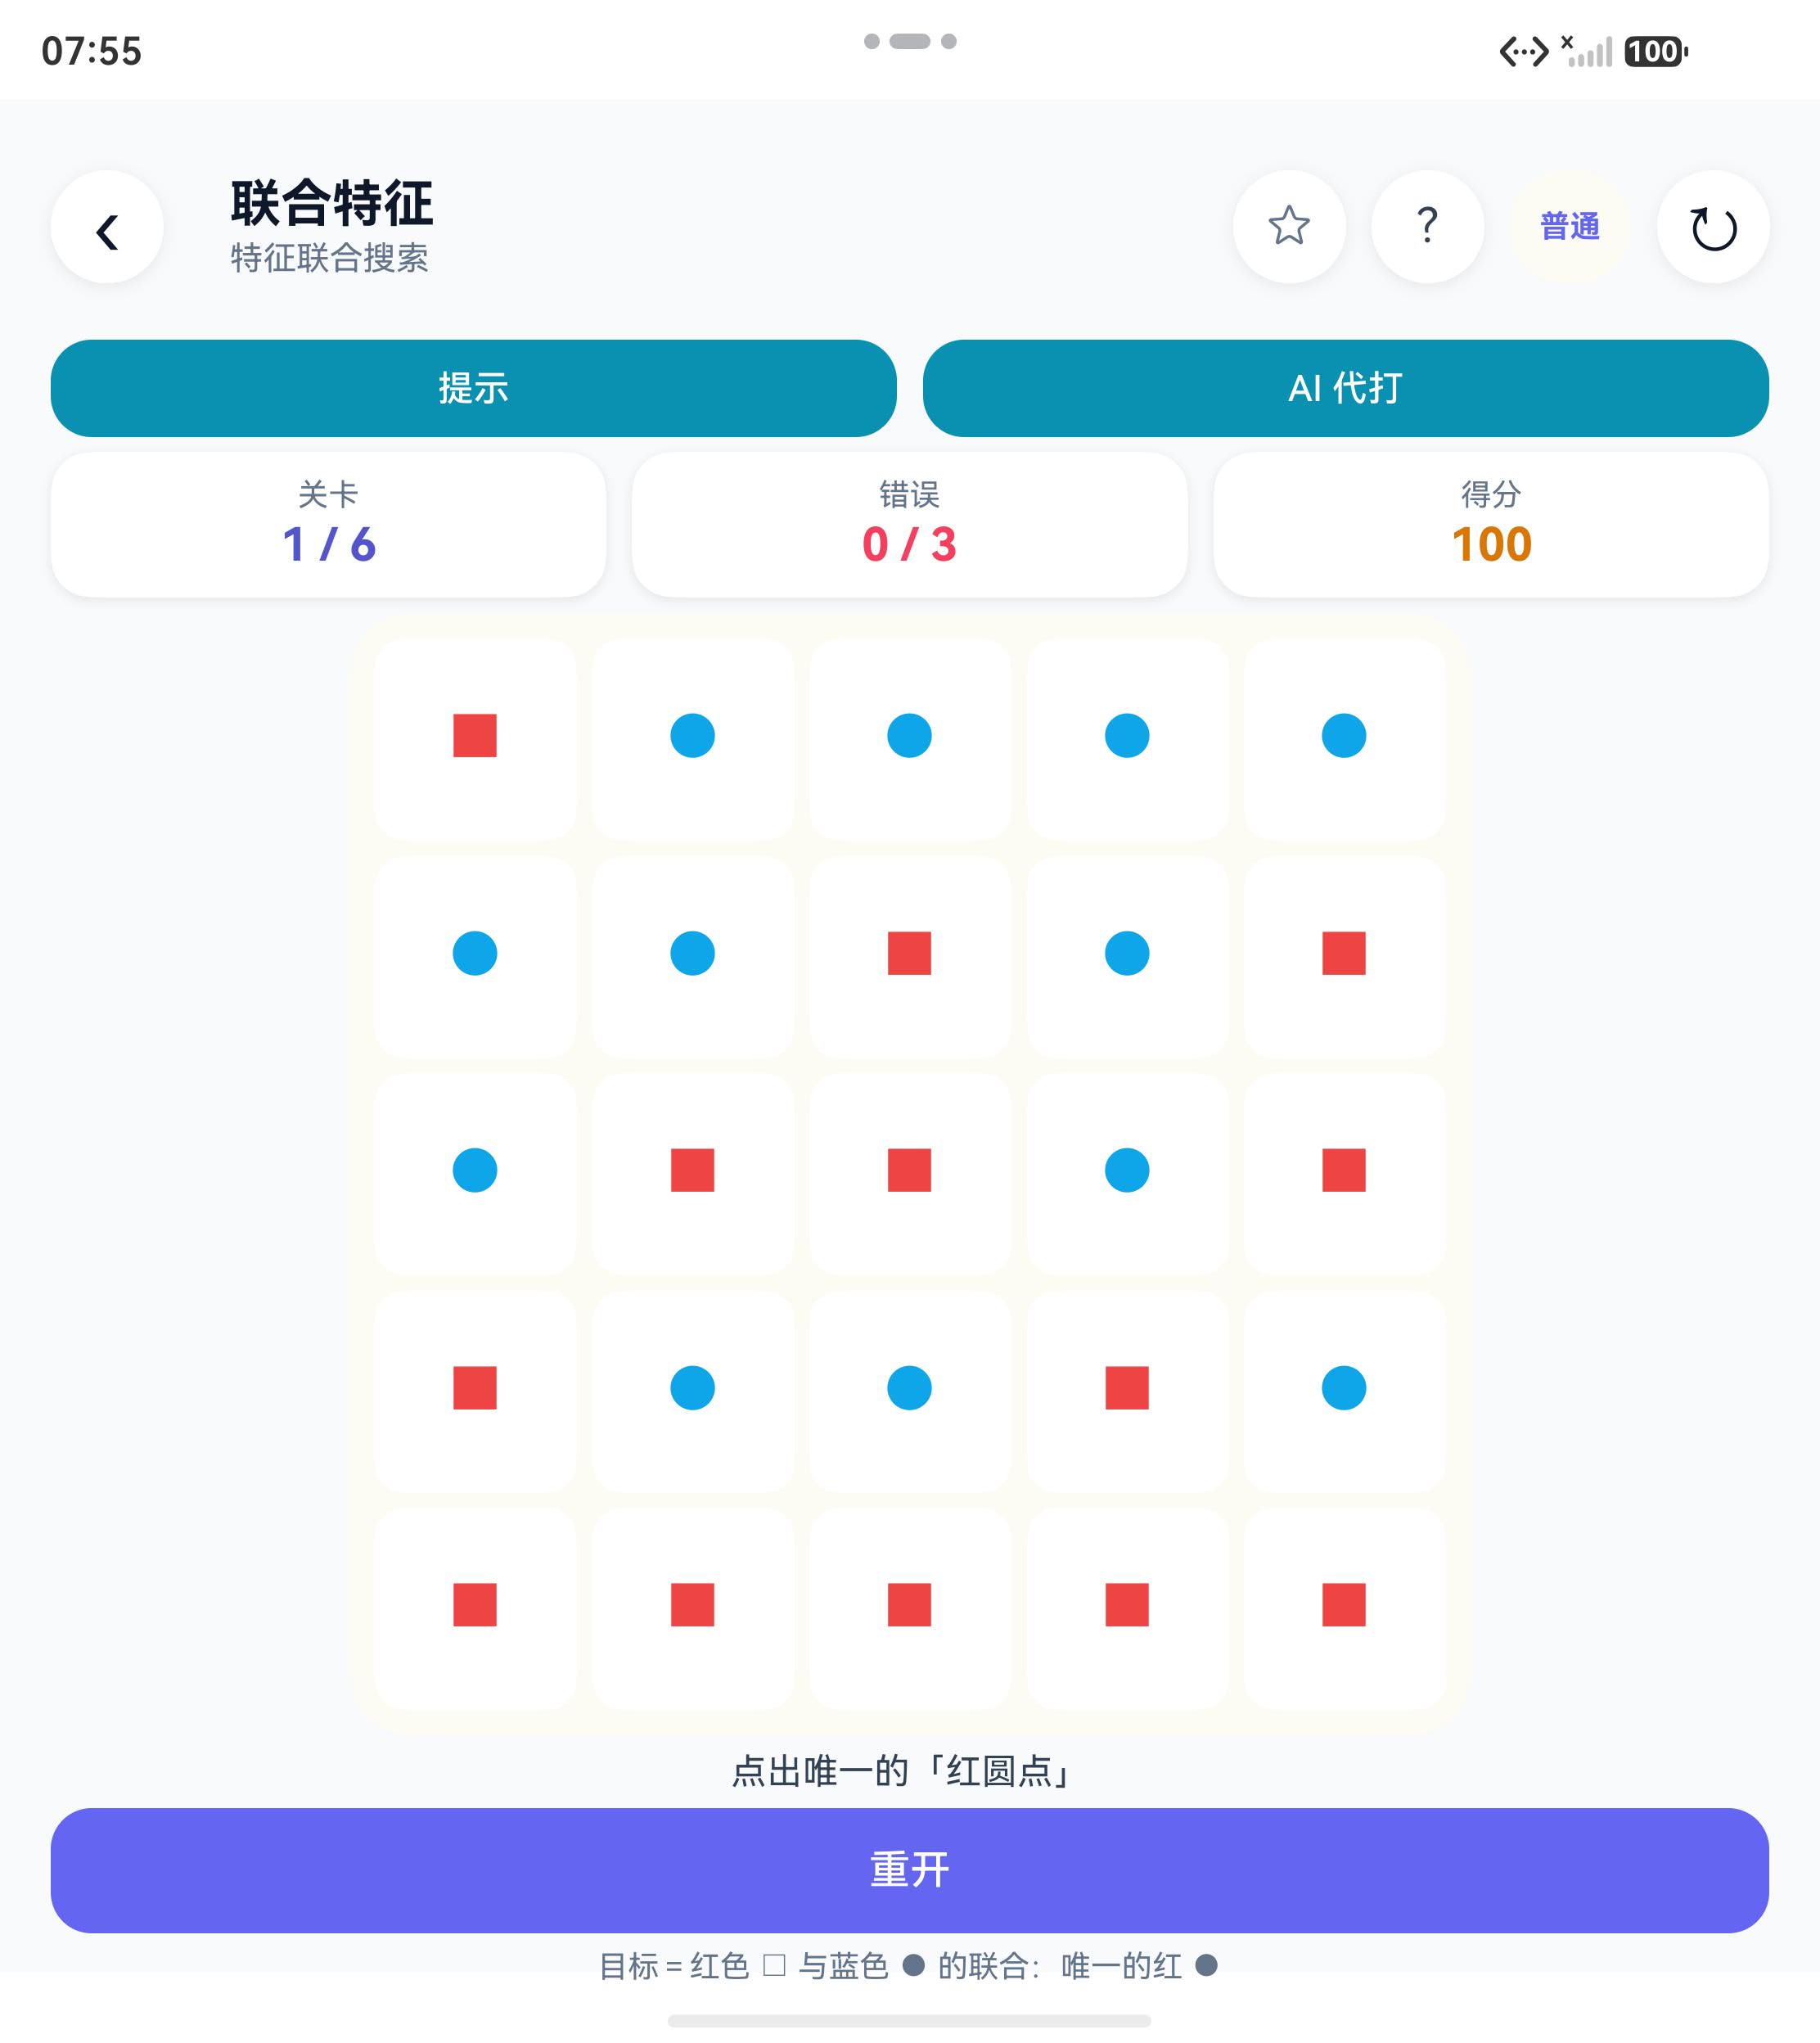 07:55
100
联合特征
特征联合搜索
?
普通
提示
AI 代打
关卡
1 / 6
错误
0 / 3
得分
100
点出唯一的「红圆点」
重开
目标 = 红色 □ 与蓝色 ● 的联合：唯一的红 ●